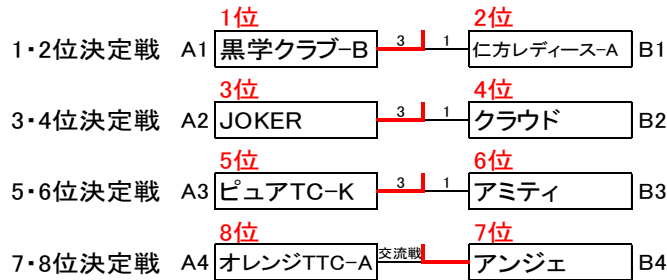 1位 2位
1・2位決定戦 A1 黒学クラブ-B 3 1 仁方レディース-A B1
3位 4位
3・4位決定戦 A2 JOKER 3 1 クラウド B2
5位 6位
5・6位決定戦 A3 ピュアTC-K 3 1 アミティ B3
8位 7位
7・8位決定戦 A4 オレンジTTC-A 交流戦 アンジェ B4